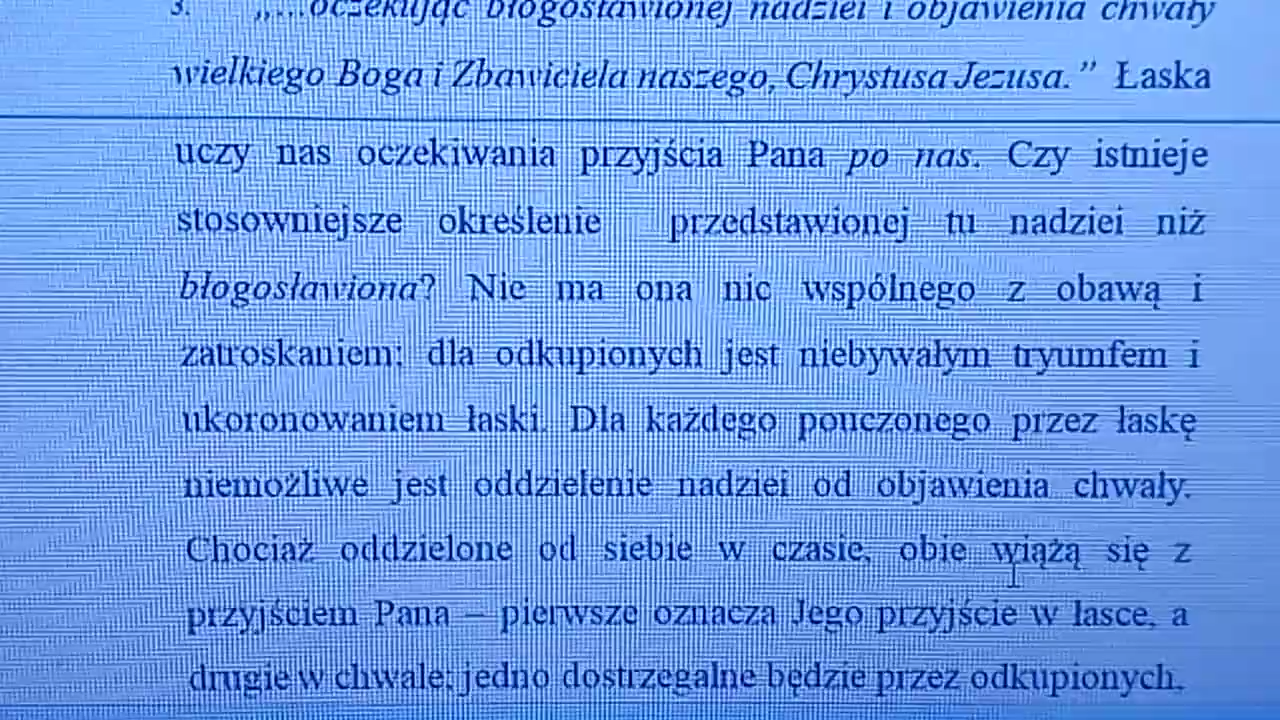 3. „...oczekując błogosławionej nadziei i objawienia chwały
wielkiego Boga i Zbawiciela naszego, Chrystusa Jezusa.” Łaska
uczy nas oczekiwania przyjścia Pana po nas. Czy istnieje
stosowniejsze określenie przedstawionej tu nadziei niż
błogosławiona? Nie ma ona nic wspólnego z obawą i
zatroskaniem; dla odkupionych jest niebywałym tryumfem i
ukoronowaniem łaski. Dla każdego pouczonego przez łaskę
niemożliwe jest oddzielenie nadziei od objawienia chwały.
Chociaż oddzielone od siebie w czasie, obie wiążą się z
przyjściem Pana – pierwsze oznacza Jego przyjście w łasce, a
drugie w chwale; jedno dostrzegalne będzie przez odkupionych,